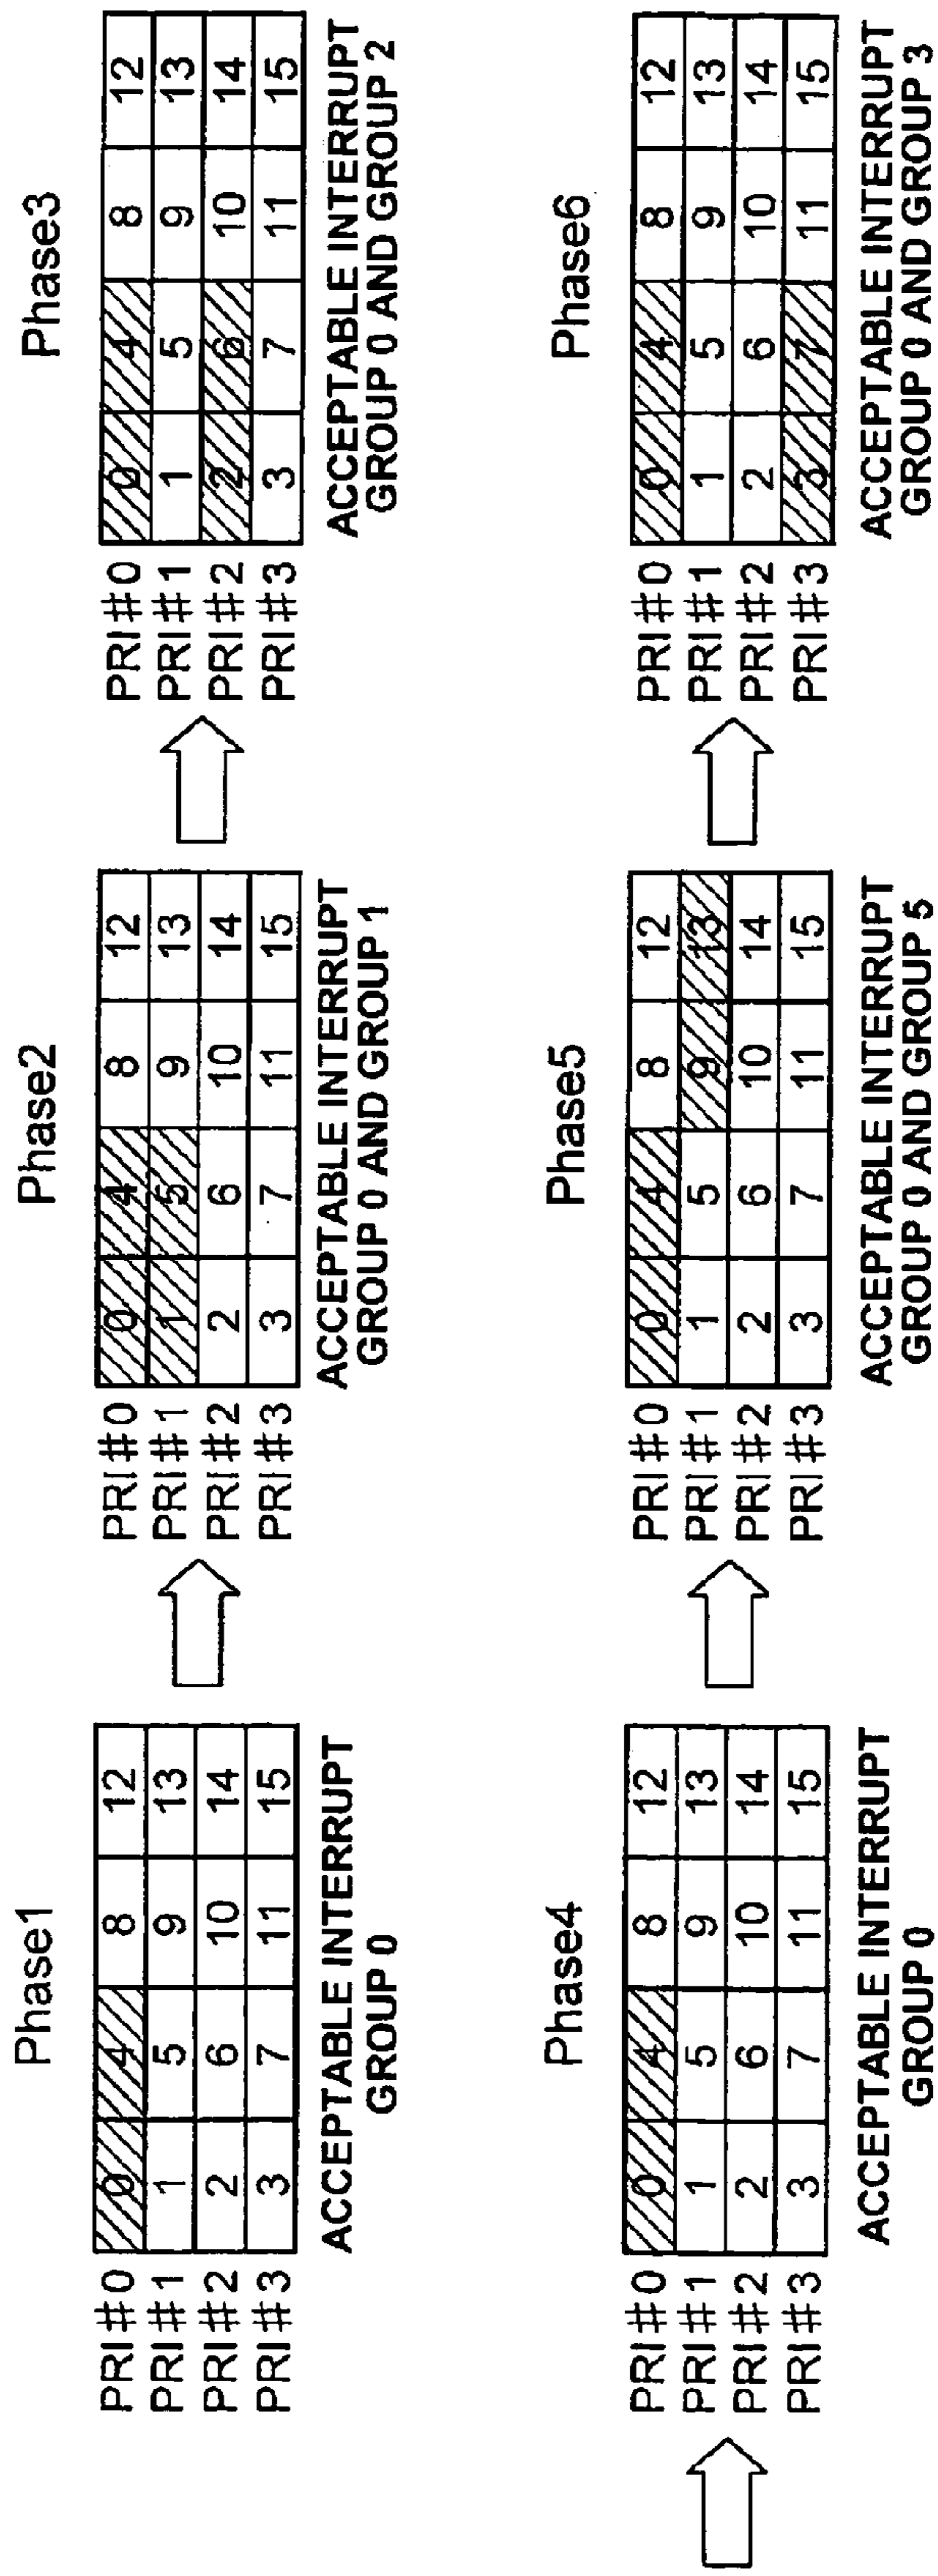 Phase1
PRI#0 0 4 8 12
PRI#1 1 5 9 13
PRI#2 2 6 10 14
PRI#3 3 7 11 15
ACCEPTABLE INTERRUPT
GROUP 0
Phase2
PRI#0 0 4 8 12
PRI#1 1 5 9 13
PRI#2 2 6 10 14
PRI#3 3 7 11 15
ACCEPTABLE INTERRUPT
GROUP 0 AND GROUP 1
Phase3
PRI#0 0 4 8 12
PRI#1 1 5 9 13
PRI#2 2 6 10 14
PRI#3 3 7 11 15
ACCEPTABLE INTERRUPT
GROUP 0 AND GROUP 2
Phase4
PRI#0 0 4 8 12
PRI#1 1 5 9 13
PRI#2 2 6 10 14
PRI#3 3 7 11 15
ACCEPTABLE INTERRUPT
GROUP 0
Phase5
PRI#0 0 4 8 12
PRI#1 1 5 9 13
PRI#2 2 6 10 14
PRI#3 3 7 11 15
ACCEPTABLE INTERRUPT
GROUP 0 AND GROUP 5
Phase6
PRI#0 0 4 8 12
PRI#1 1 5 9 13
PRI#2 2 6 10 14
PRI#3 3 7 11 15
ACCEPTABLE INTERRUPT
GROUP 0 AND GROUP 3